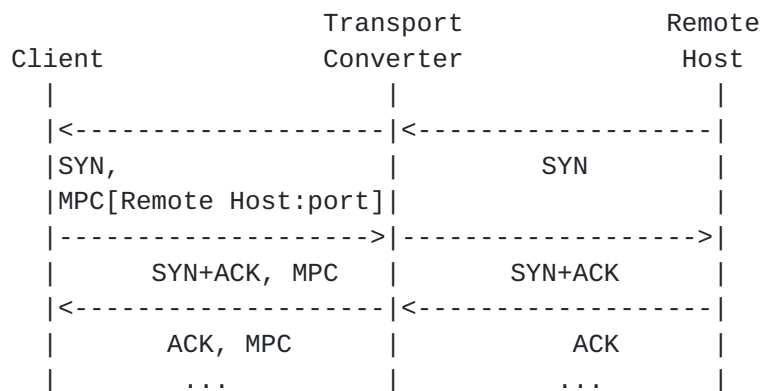 Transport Remote
Client Converter Host
| | |
|<--------------------|<-------------------|
|SYN, | SYN |
|MPC[Remote Host:port]| |
|-------------------->|------------------->|
| SYN+ACK, MPC | SYN+ACK |
|<--------------------|<-------------------|
| ACK, MPC | ACK |
| ... | ... |